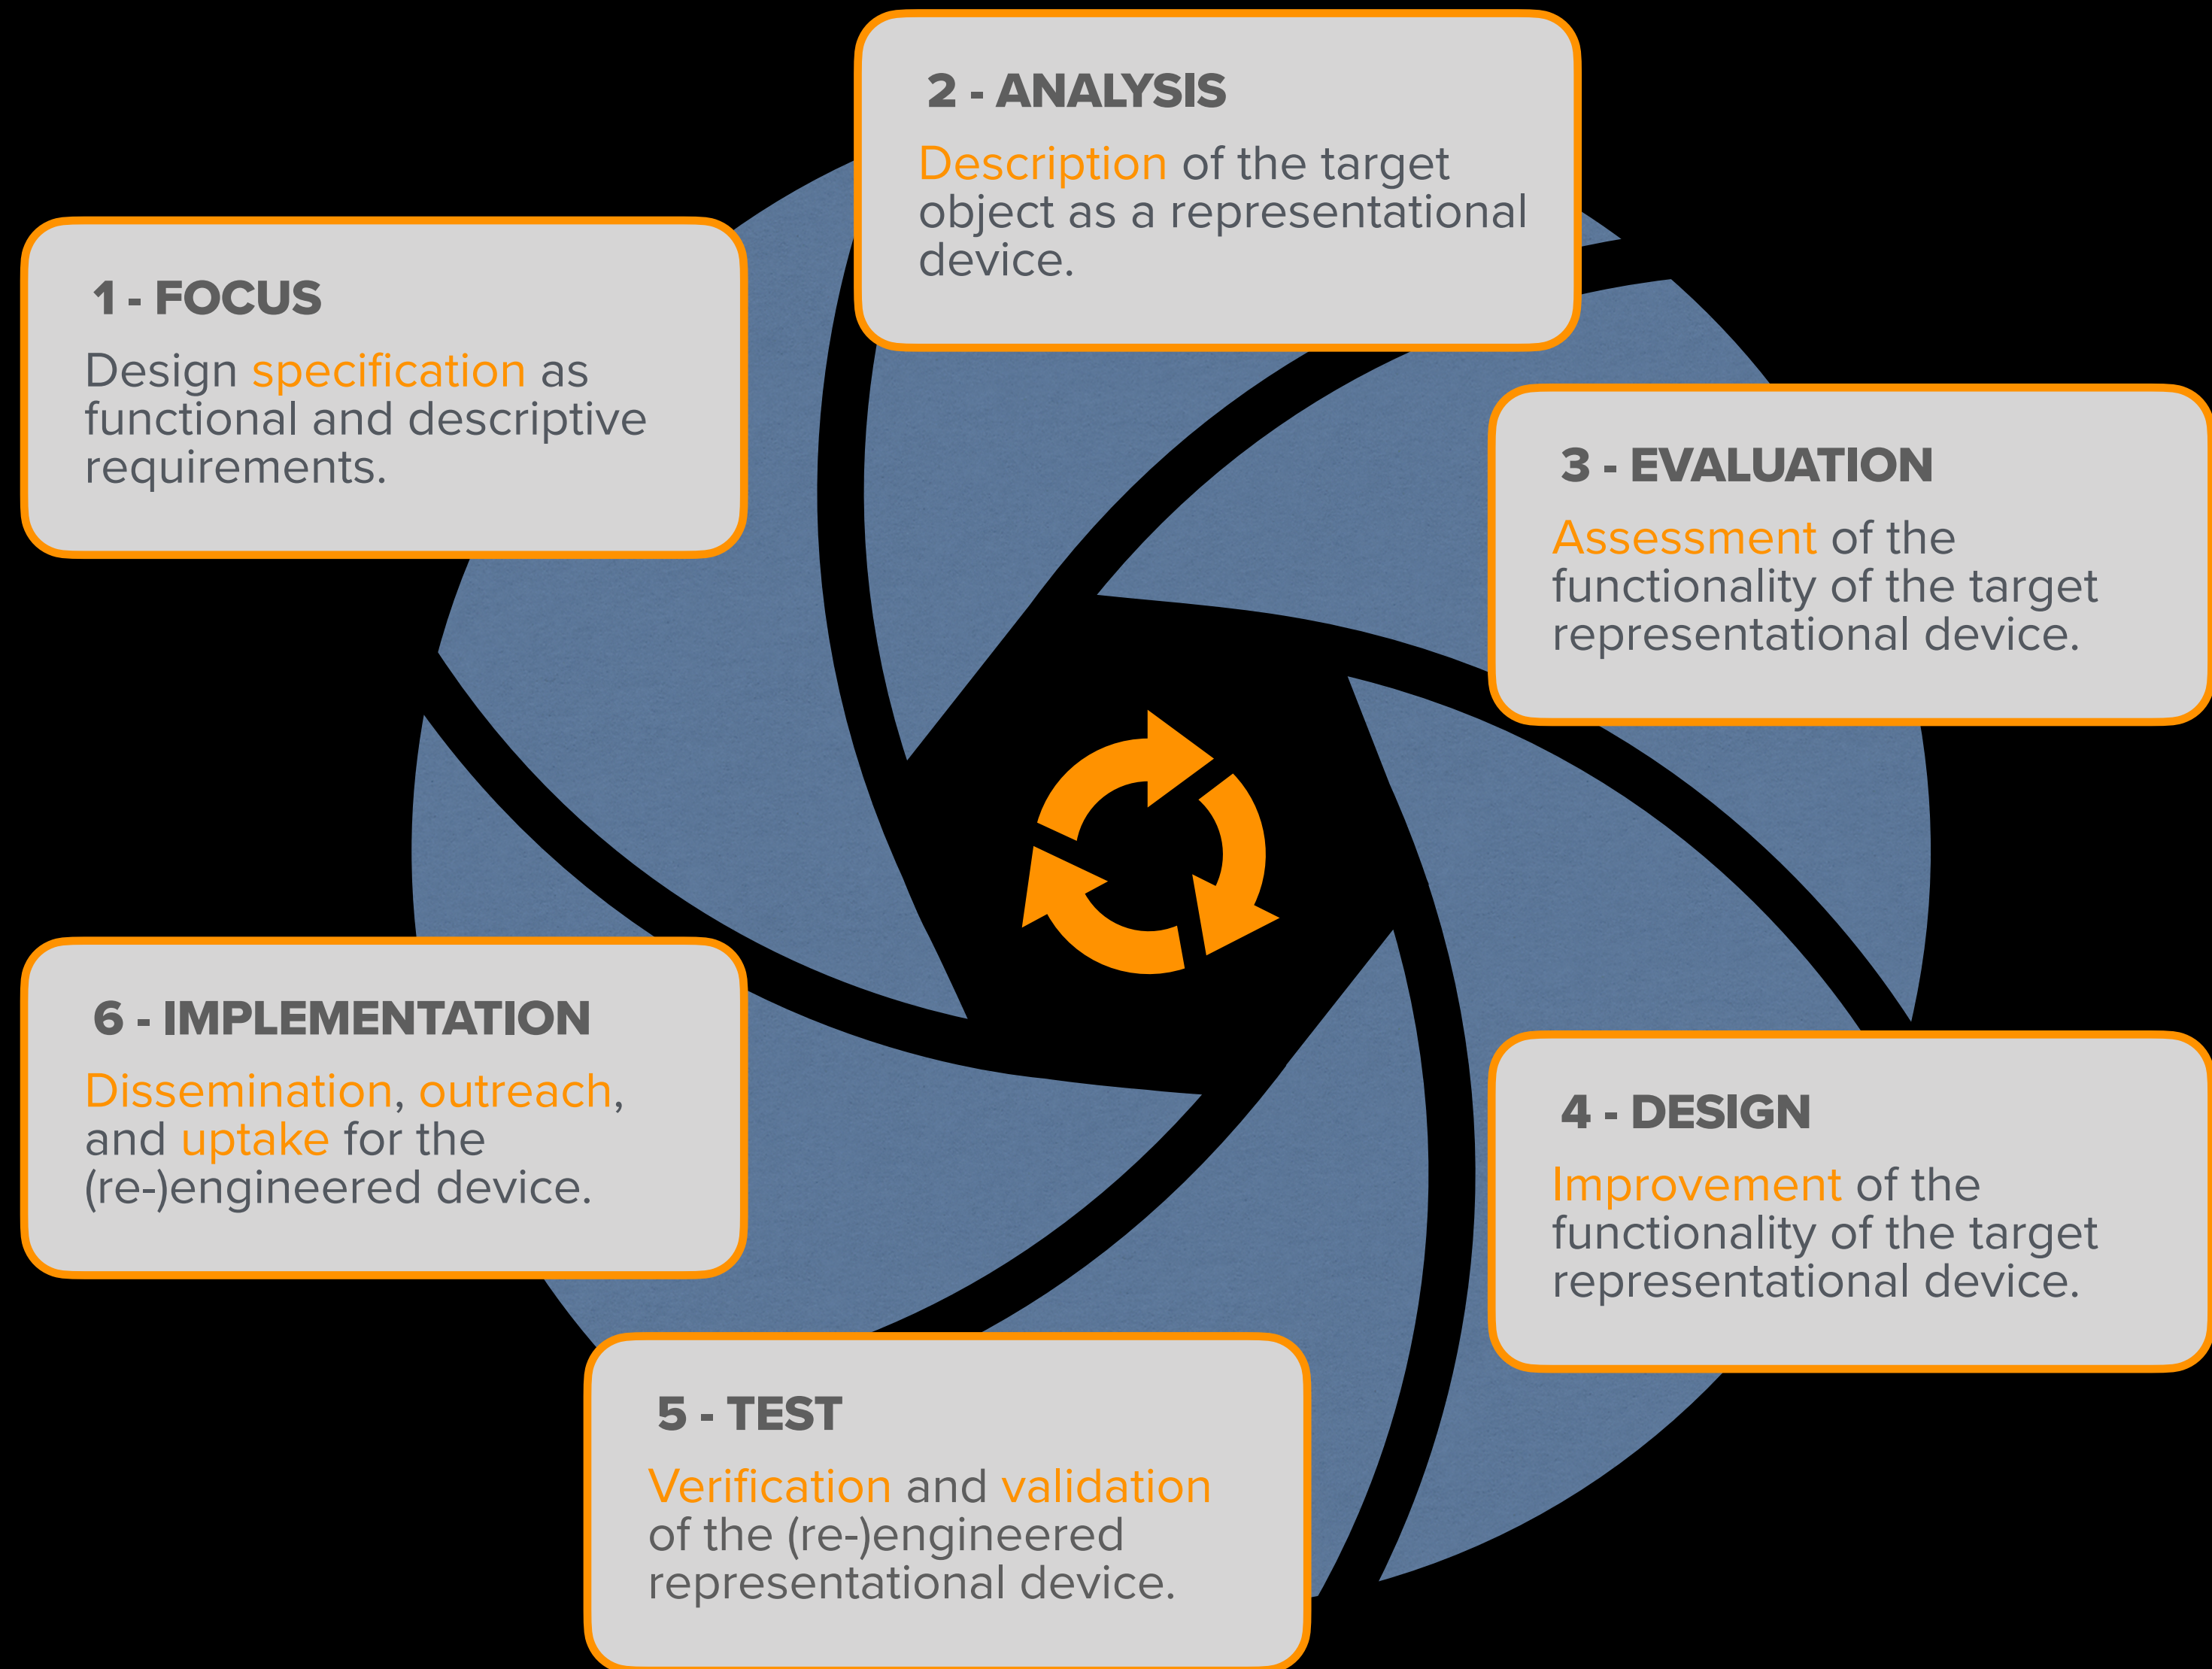 1 - FOCUS
Design specification as
functional and descriptive
requirements.
2 - ANALYSIS
Description of the target
object as a representational
device.
3 - EVALUATION
Assessment of the
functionality of the target
representational device.
4 - DESIGN
Improvement of the
functionality of the target
representational device.
5 - TEST
Verification and validation
of the (re-)engineered
representational device.
6 - IMPLEMENTATION
Dissemination, outreach,
and uptake for the
(re-)engineered device.